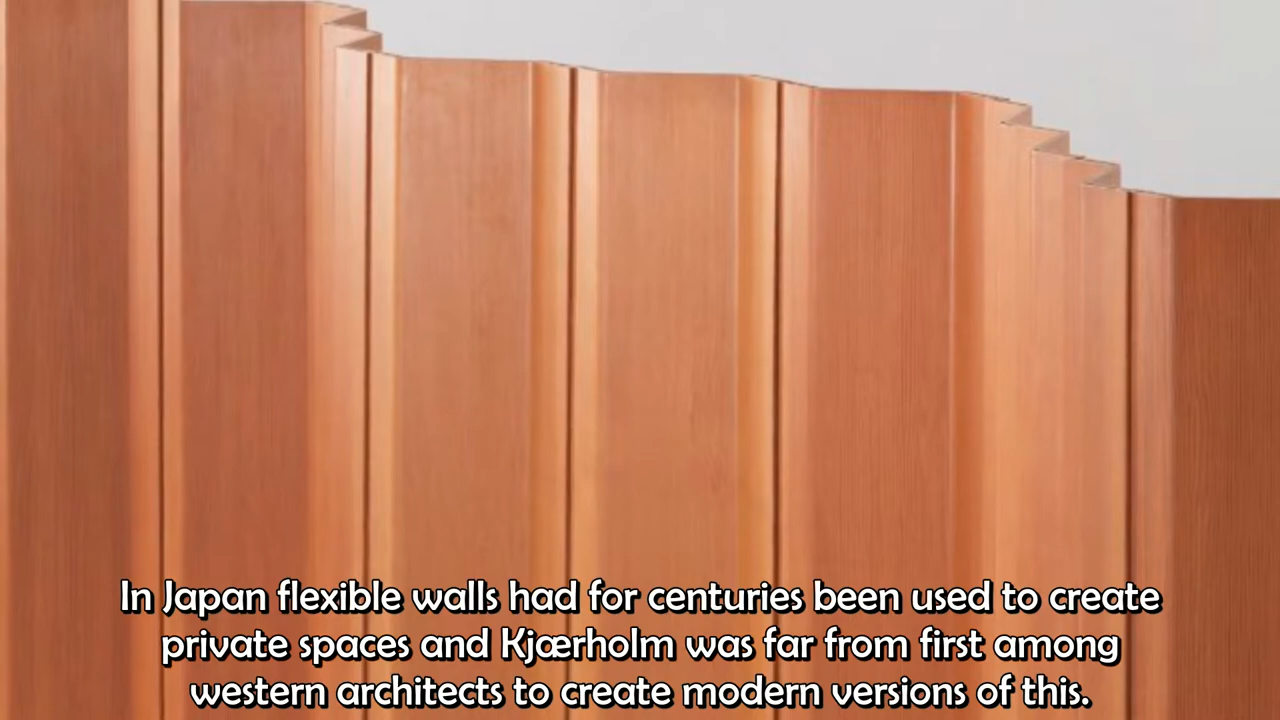 In Japan flexible walls had for centuries been used to create
private spaces and Kjærholm was far from first among
western architects to create modern versions of this.